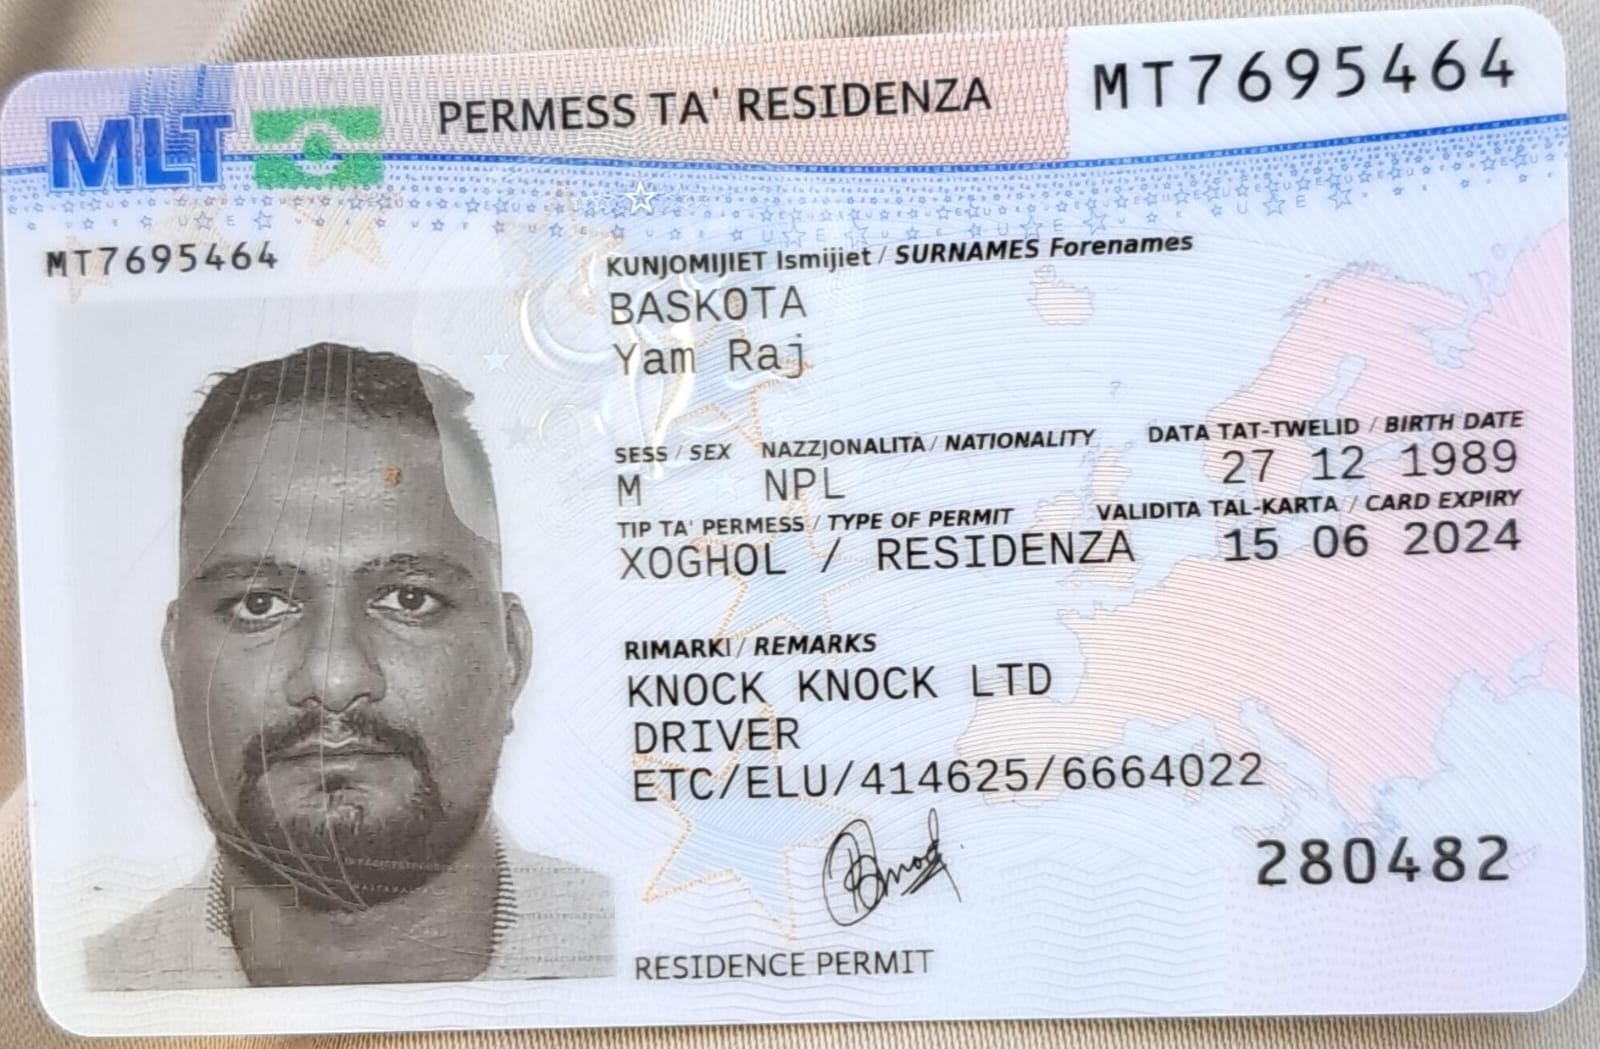 MLT
PERMESS TA' RESIDENZA
MT7695464
MT7695464
KUNJOMIJIET Ismijiet / SURNAMES Forenames
BASKOTA
Yam Raj
SESS / SEX NAZZJONALITÀ / NATIONALITY DATA TAT-TWELID / BIRTH DATE
M NPL 27 12 1989
TIP TA' PERMESS / TYPE OF PERMIT VALIDITA TAL-KARTA / CARD EXPIRY
XOGHOL / RESIDENZA 15 06 2024
RIMARKI / REMARKS
KNOCK KNOCK LTD
DRIVER
ETC/ELU/414625/6664022
280482
RESIDENCE PERMIT